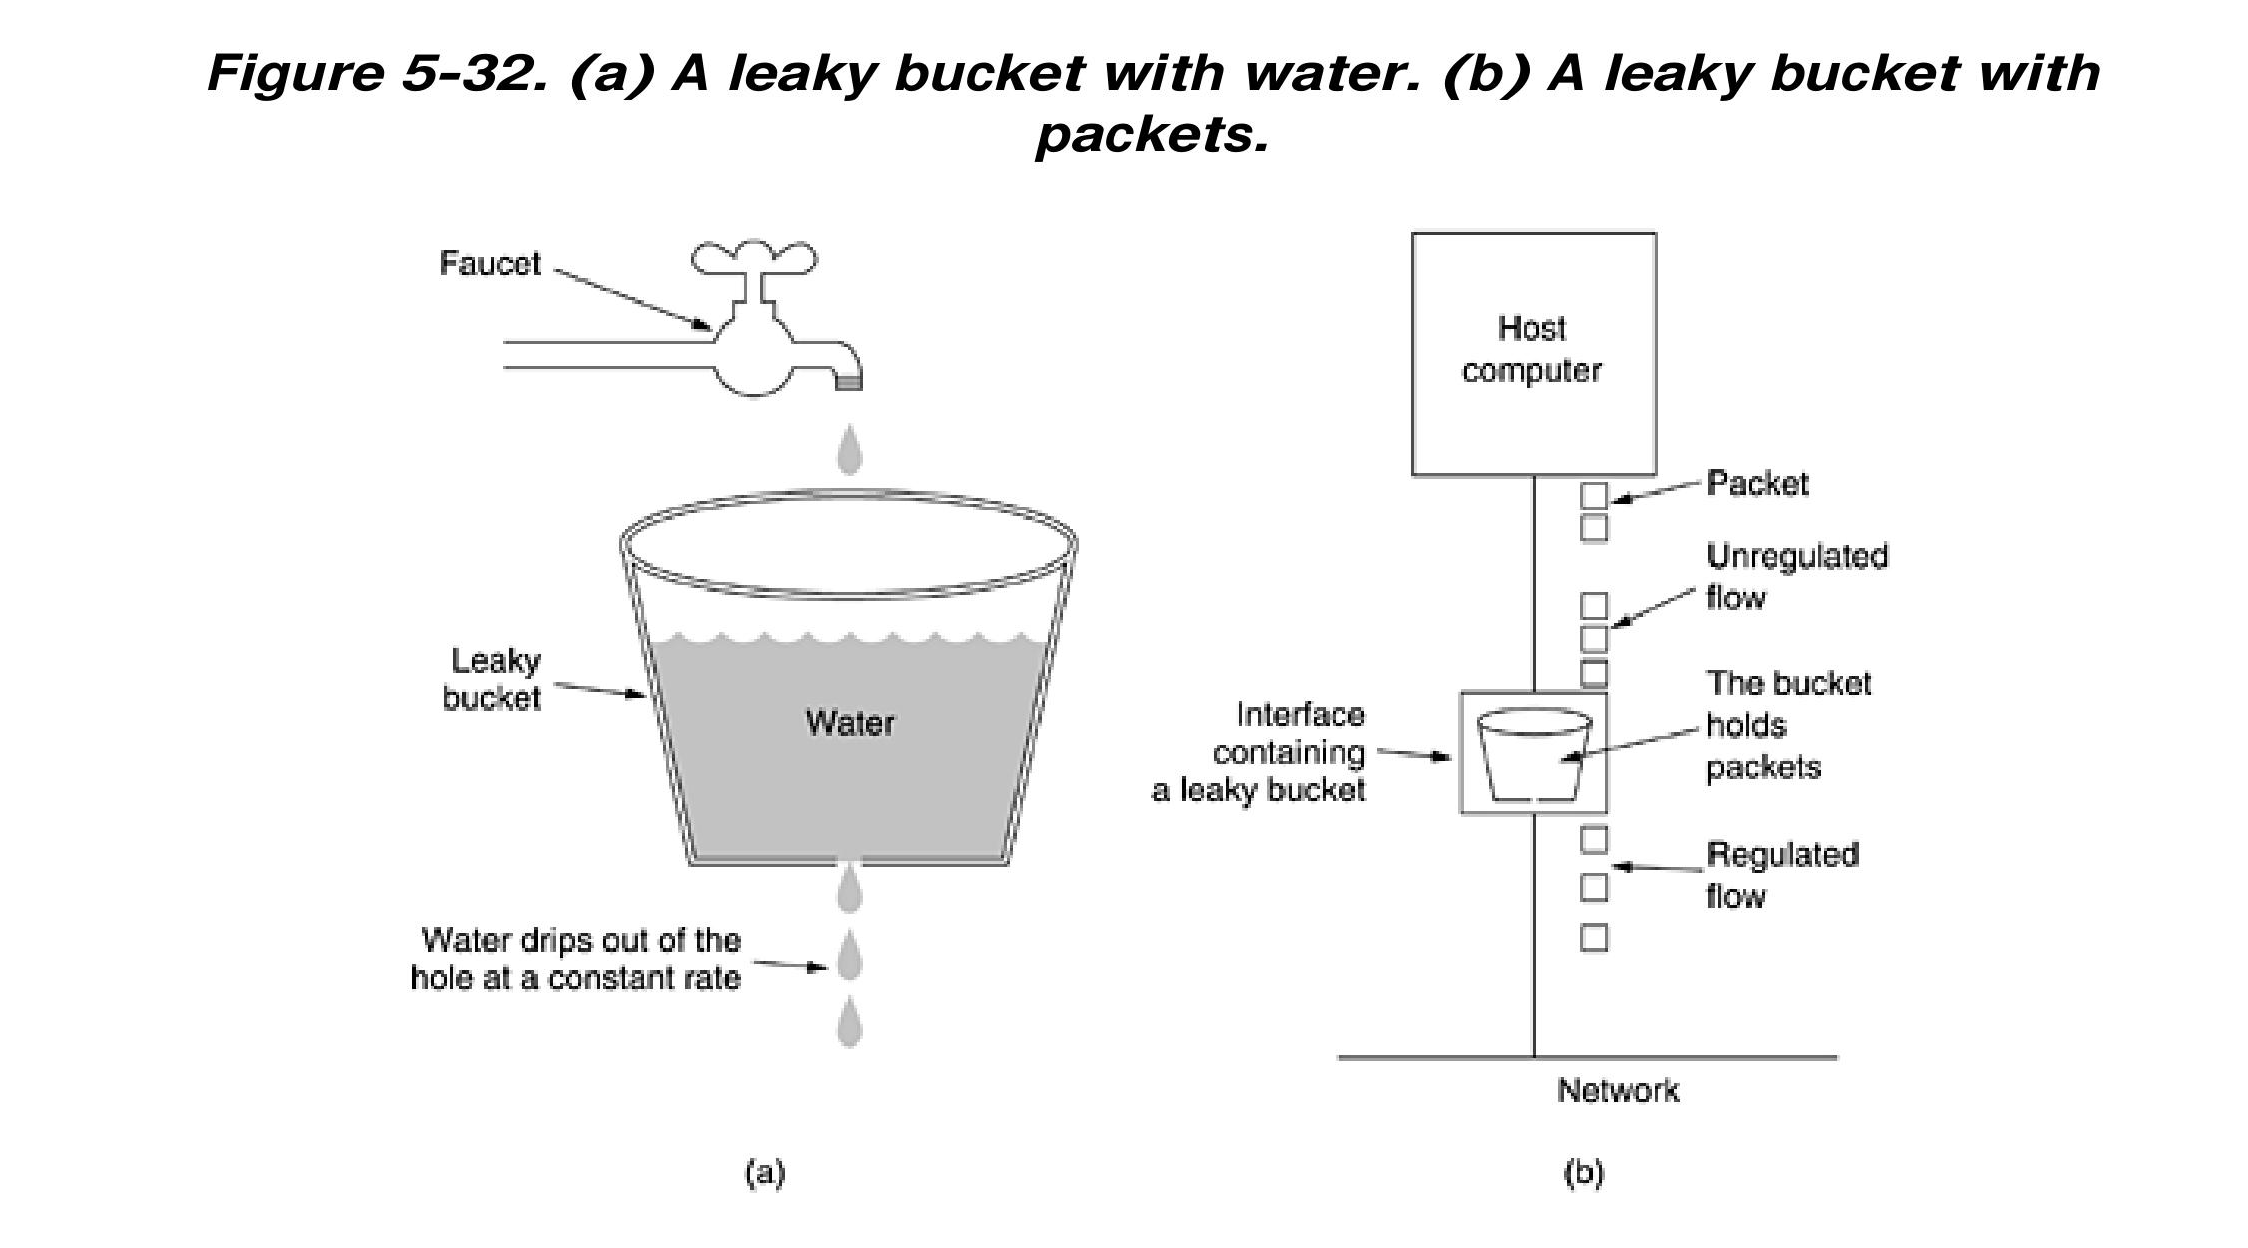 Figure 5-32. (a) A leaky bucket with water. (b) A leaky bucket with
packets.
Faucet
Leaky
bucket
Water
Water drips out of the
hole at a constant rate
(a)
Host
computer
Packet
Unregulated
flow
The bucket
holds
packets
Interface
containing
a leaky bucket
Regulated
flow
Network
(b)